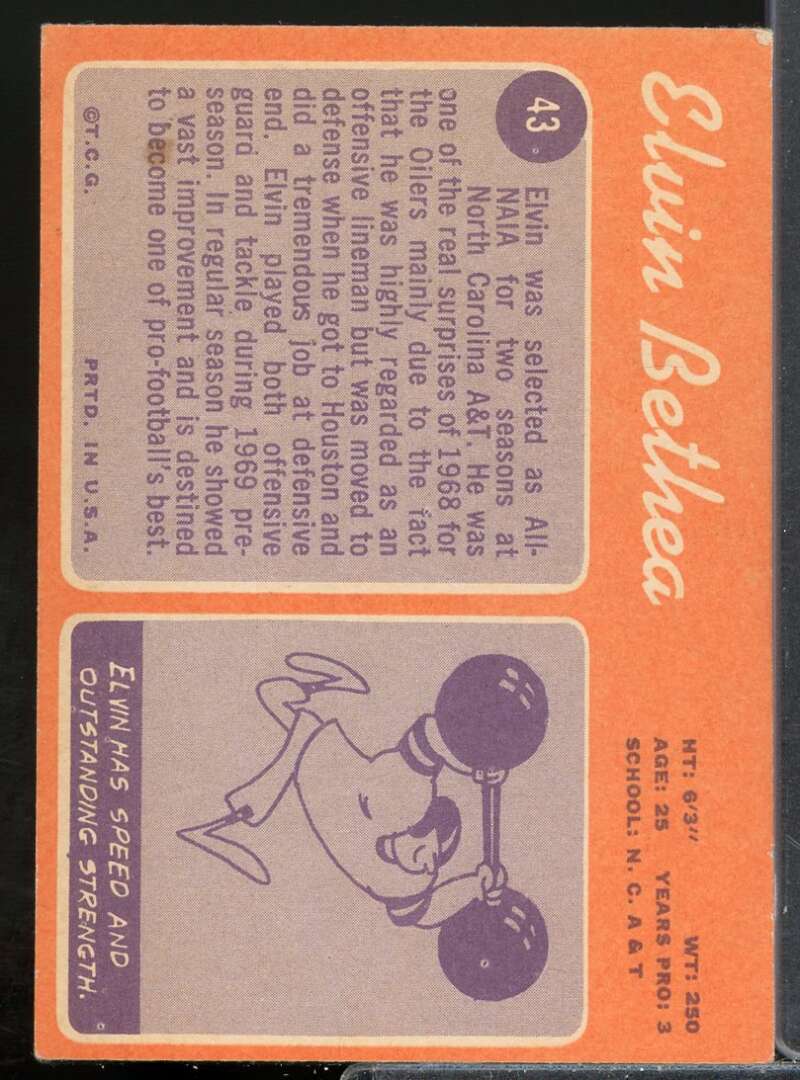 Elvin Bethea
HT: 6'3" WT: 250
AGE: 25 YEARS PRO: 3
SCHOOL: N. C. A & T
43
Elvin was selected as All-
NAIA for two seasons at
North Carolina A&T. He was
one of the real surprises of 1968 for
the Oilers mainly due to the fact
that he was highly regarded as an
offensive lineman but was moved to
defense when he got to Houston and
did a tremendous job at defensive
end. Elvin played both offensive
guard and tackle during 1969 pre-
season. In regular season he showed
a vast improvement and is destined
to become one of pro-football's best.
©T.C.G. PRTD. IN U.S.A.
ELVIN HAS SPEED AND
OUTSTANDING STRENGTH.